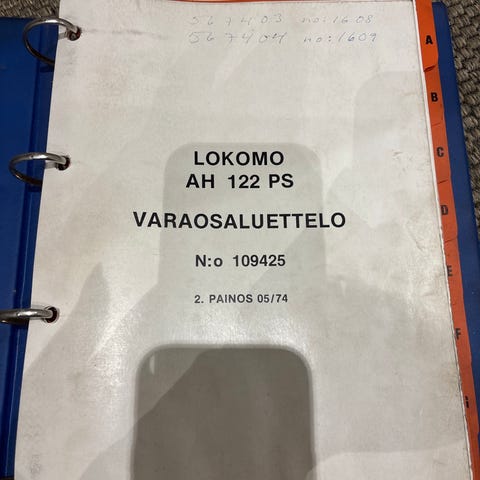 567403 no:1608
567404 no:1609
LOKOMO
AH 122 PS
VARAOSALUETTELO
N:o 109425
2. PAINOS 05/74
A
B
C
D
E
F